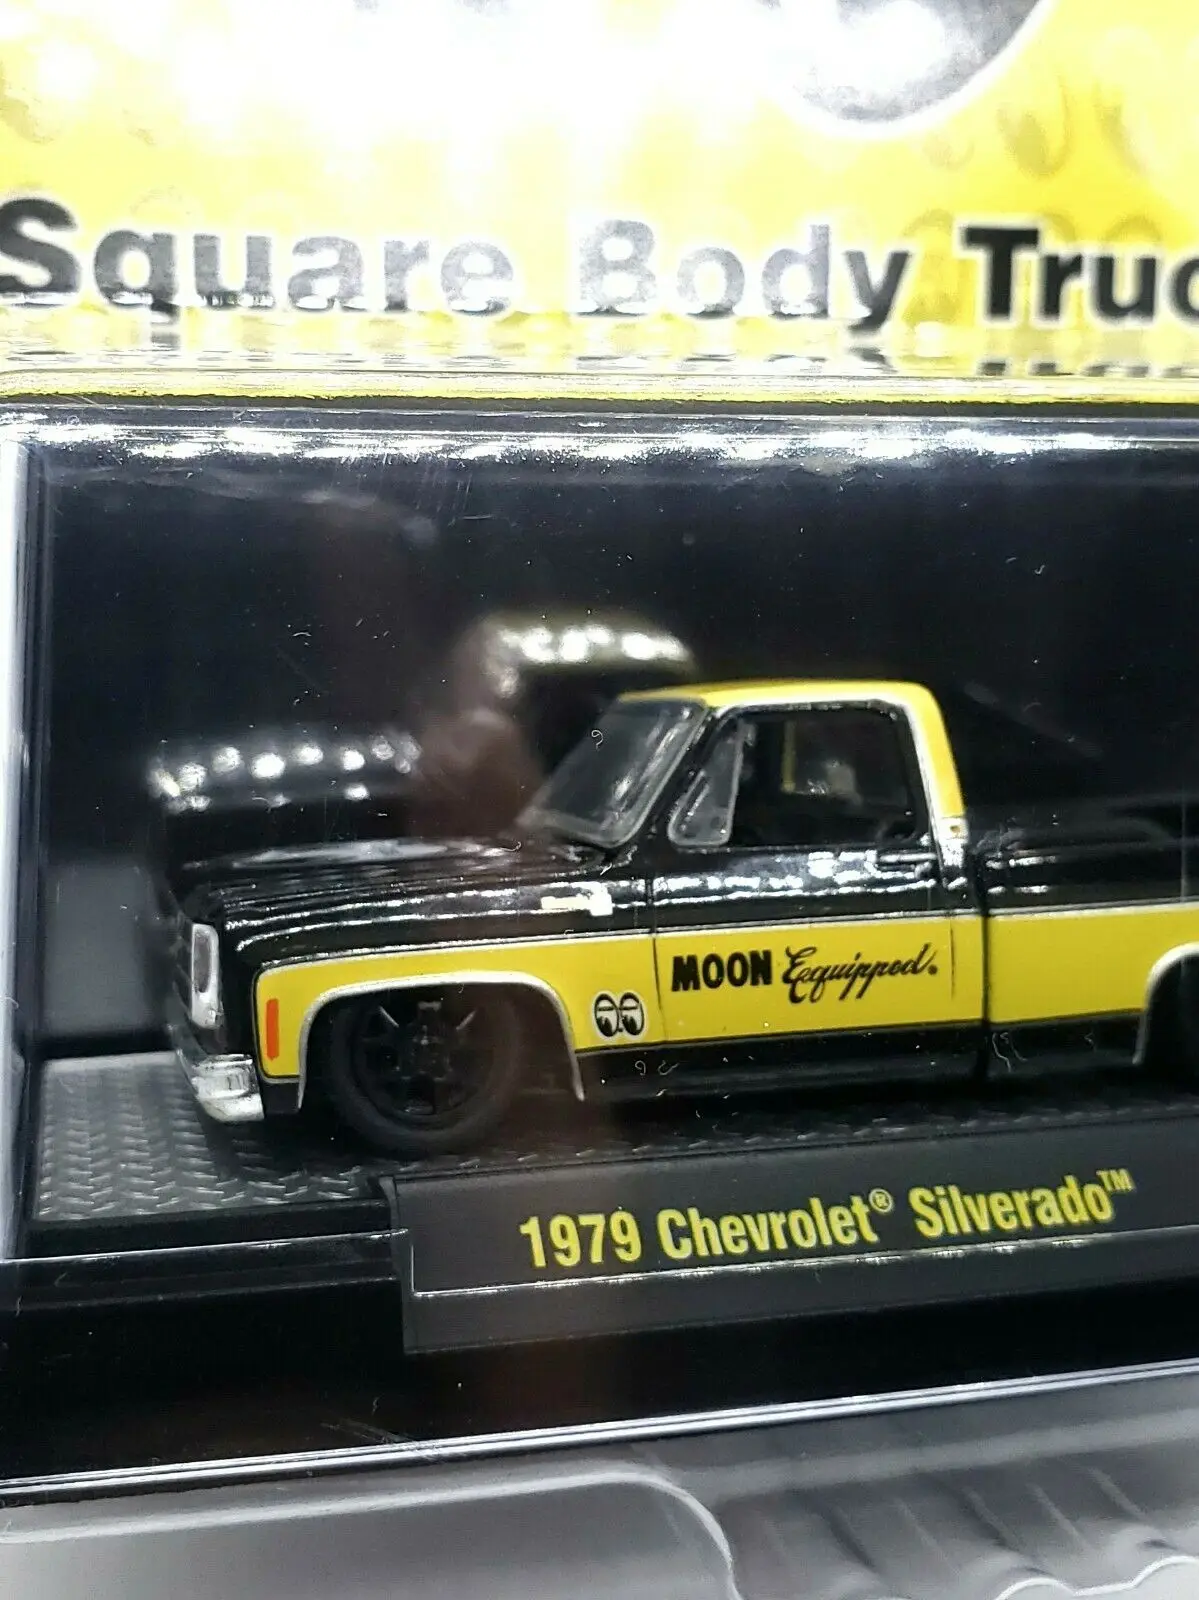 Square Body Truc
MOON Equipped.
1979 Chevrolet® Silverado™